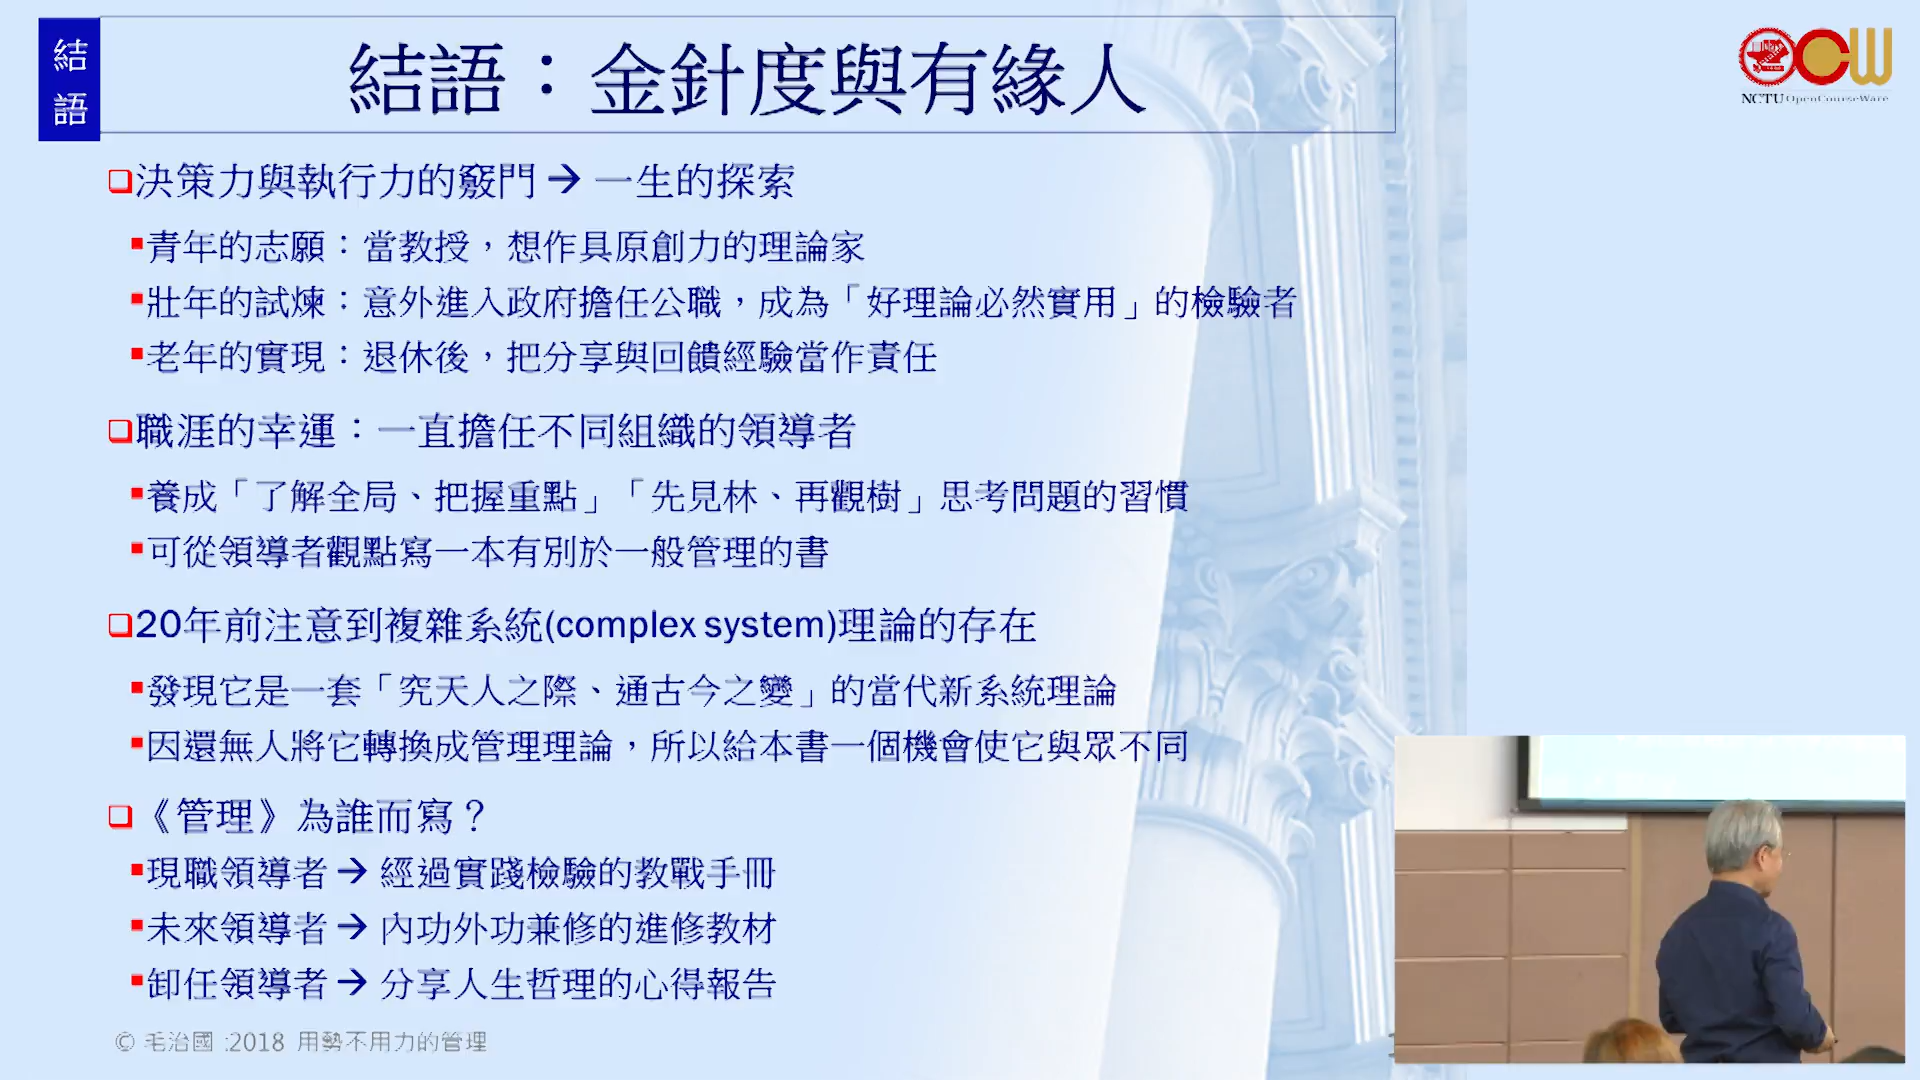 結語
結語：金針度與有緣人
NCTU OpenCourseWare
❑決策力與執行力的竅門→ 一生的探索
▪青年的志願：當教授，想作具原創力的理論家
▪壯年的試煉：意外進入政府擔任公職，成為「好理論必然實用」的檢驗者
▪老年的實現：退休後，把分享與回饋經驗當作責任
❑職涯的幸運：一直擔任不同組織的領導者
▪養成「了解全局、把握重點」「先見林、再觀樹」思考問題的習慣
▪可從領導者觀點寫一本有別於一般管理的書
❑20年前注意到複雜系統(complex system)理論的存在
▪發現它是一套「究天人之際、通古今之變」的當代新系統理論
▪因還無人將它轉換成管理理論，所以給本書一個機會使它與眾不同
❑《管理》為誰而寫？
▪現職領導者→ 經過實踐檢驗的教戰手冊
▪未來領導者→ 內功外功兼修的進修教材
▪卸任領導者→ 分享人生哲理的心得報告
© 毛治國 :2018 用勢不用力的管理